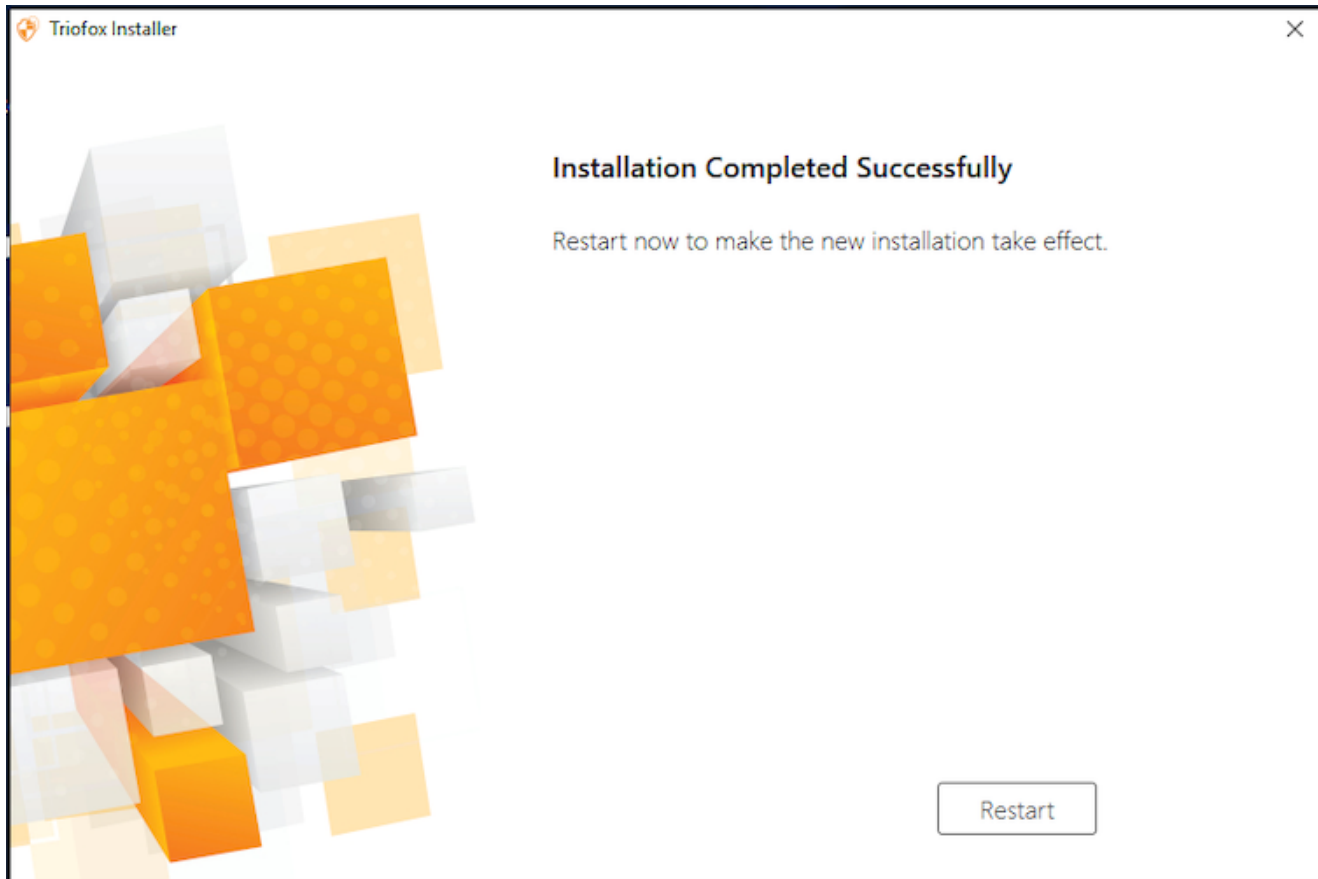 Triofox Installer
Installation Completed Successfully
Restart now to make the new installation take effect.
Restart